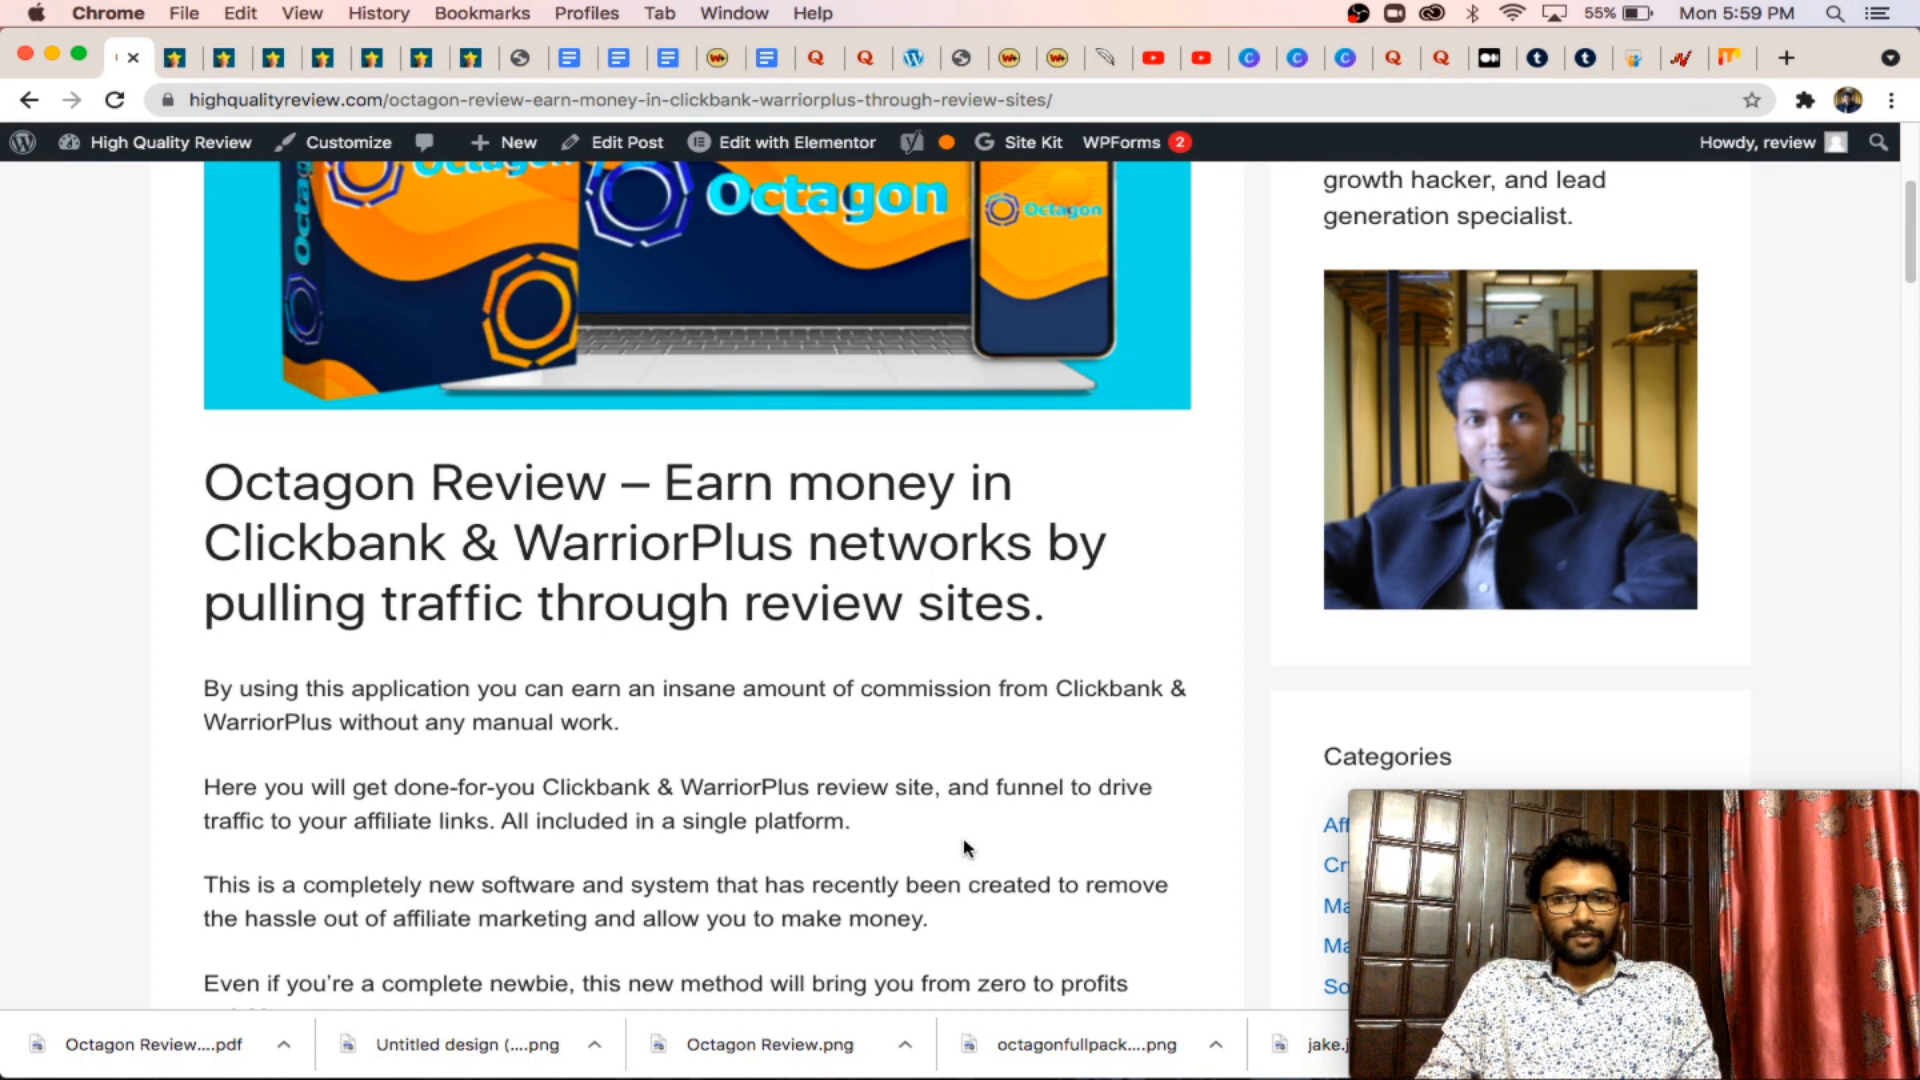 Chrome File Edit View History Bookmarks Profiles Tab Window Help 55% Mon 5:59 PM
highqualityreview.com/octagon-review-earn-money-in-clickbank-warriorplus-through-review-sites/
High Quality Review Customize New Edit Post Edit with Elementor Site Kit WPForms 2 Howdy, review
Octagon
Octagon
Octagon
growth hacker, and lead
generation specialist.
Octagon Review – Earn money in
Clickbank & WarriorPlus networks by
pulling traffic through review sites.
By using this application you can earn an insane amount of commission from Clickbank &
WarriorPlus without any manual work.
Here you will get done-for-you Clickbank & WarriorPlus review site, and funnel to drive
traffic to your affiliate links. All included in a single platform.
This is a completely new software and system that has recently been created to remove
the hassle out of affiliate marketing and allow you to make money.
Even if you're a complete newbie, this new method will bring you from zero to profits
Categories
Aff
Cr
Ma
Ma
So
Octagon Review....pdf
Untitled design (....png
Octagon Review.png
octagonfullpack....png
jake.j